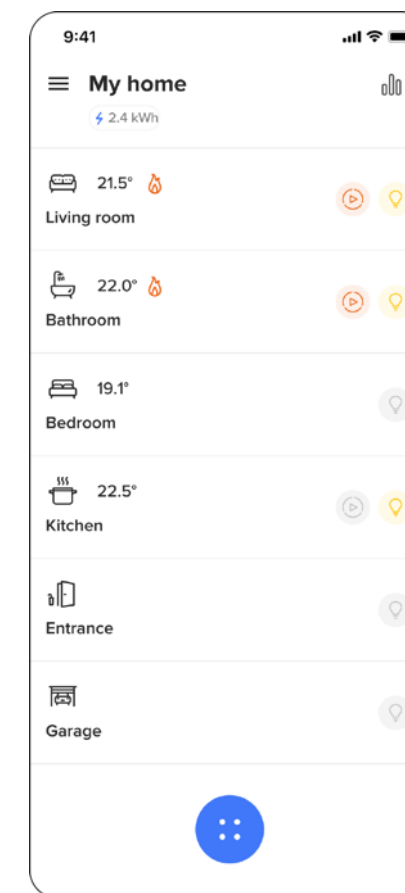 9:41
My home
2.4 kWh
21.5°
Living room
22.0°
Bathroom
19.1°
Bedroom
22.5°
Kitchen
Entrance
Garage